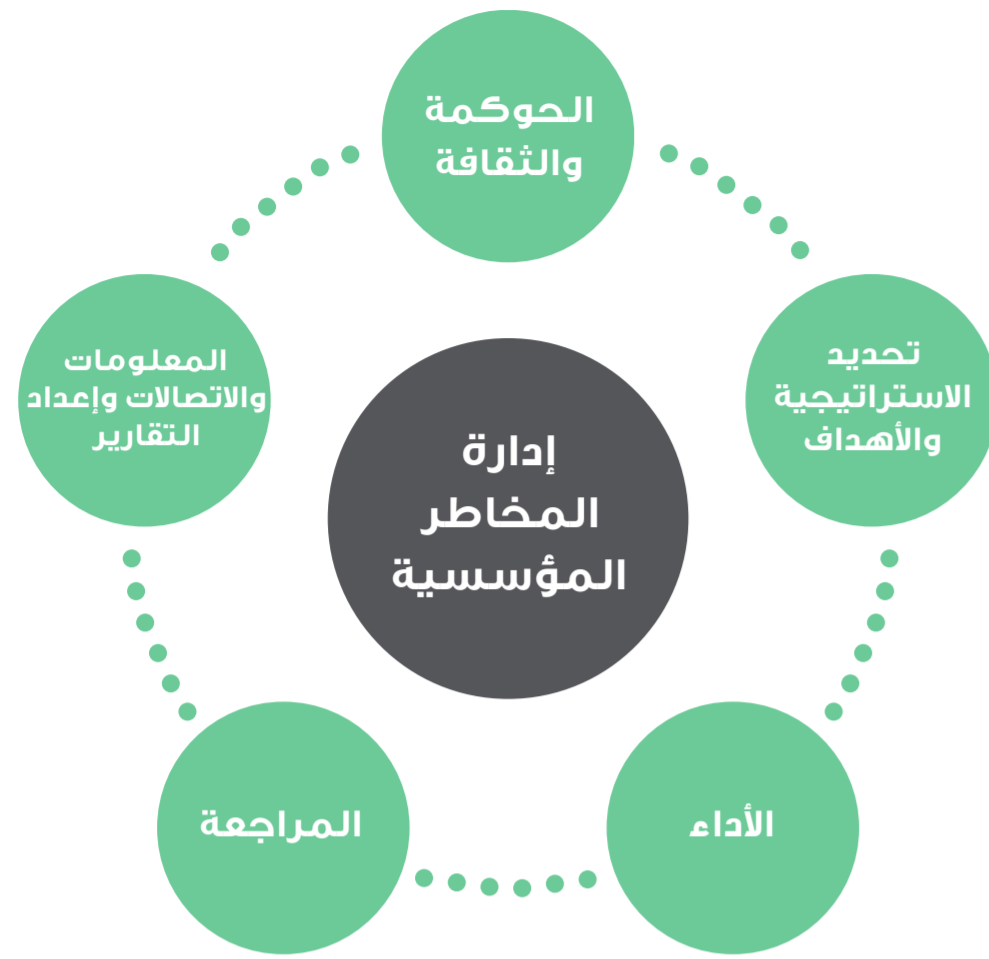 الحوكمة
والثقافة
تحديد
الاستراتيجية
والأهداف
الأداء
المراجعة
المعلومات
والاتصالات وإعداد
التقارير
إدارة
المخاطر
المؤسسية